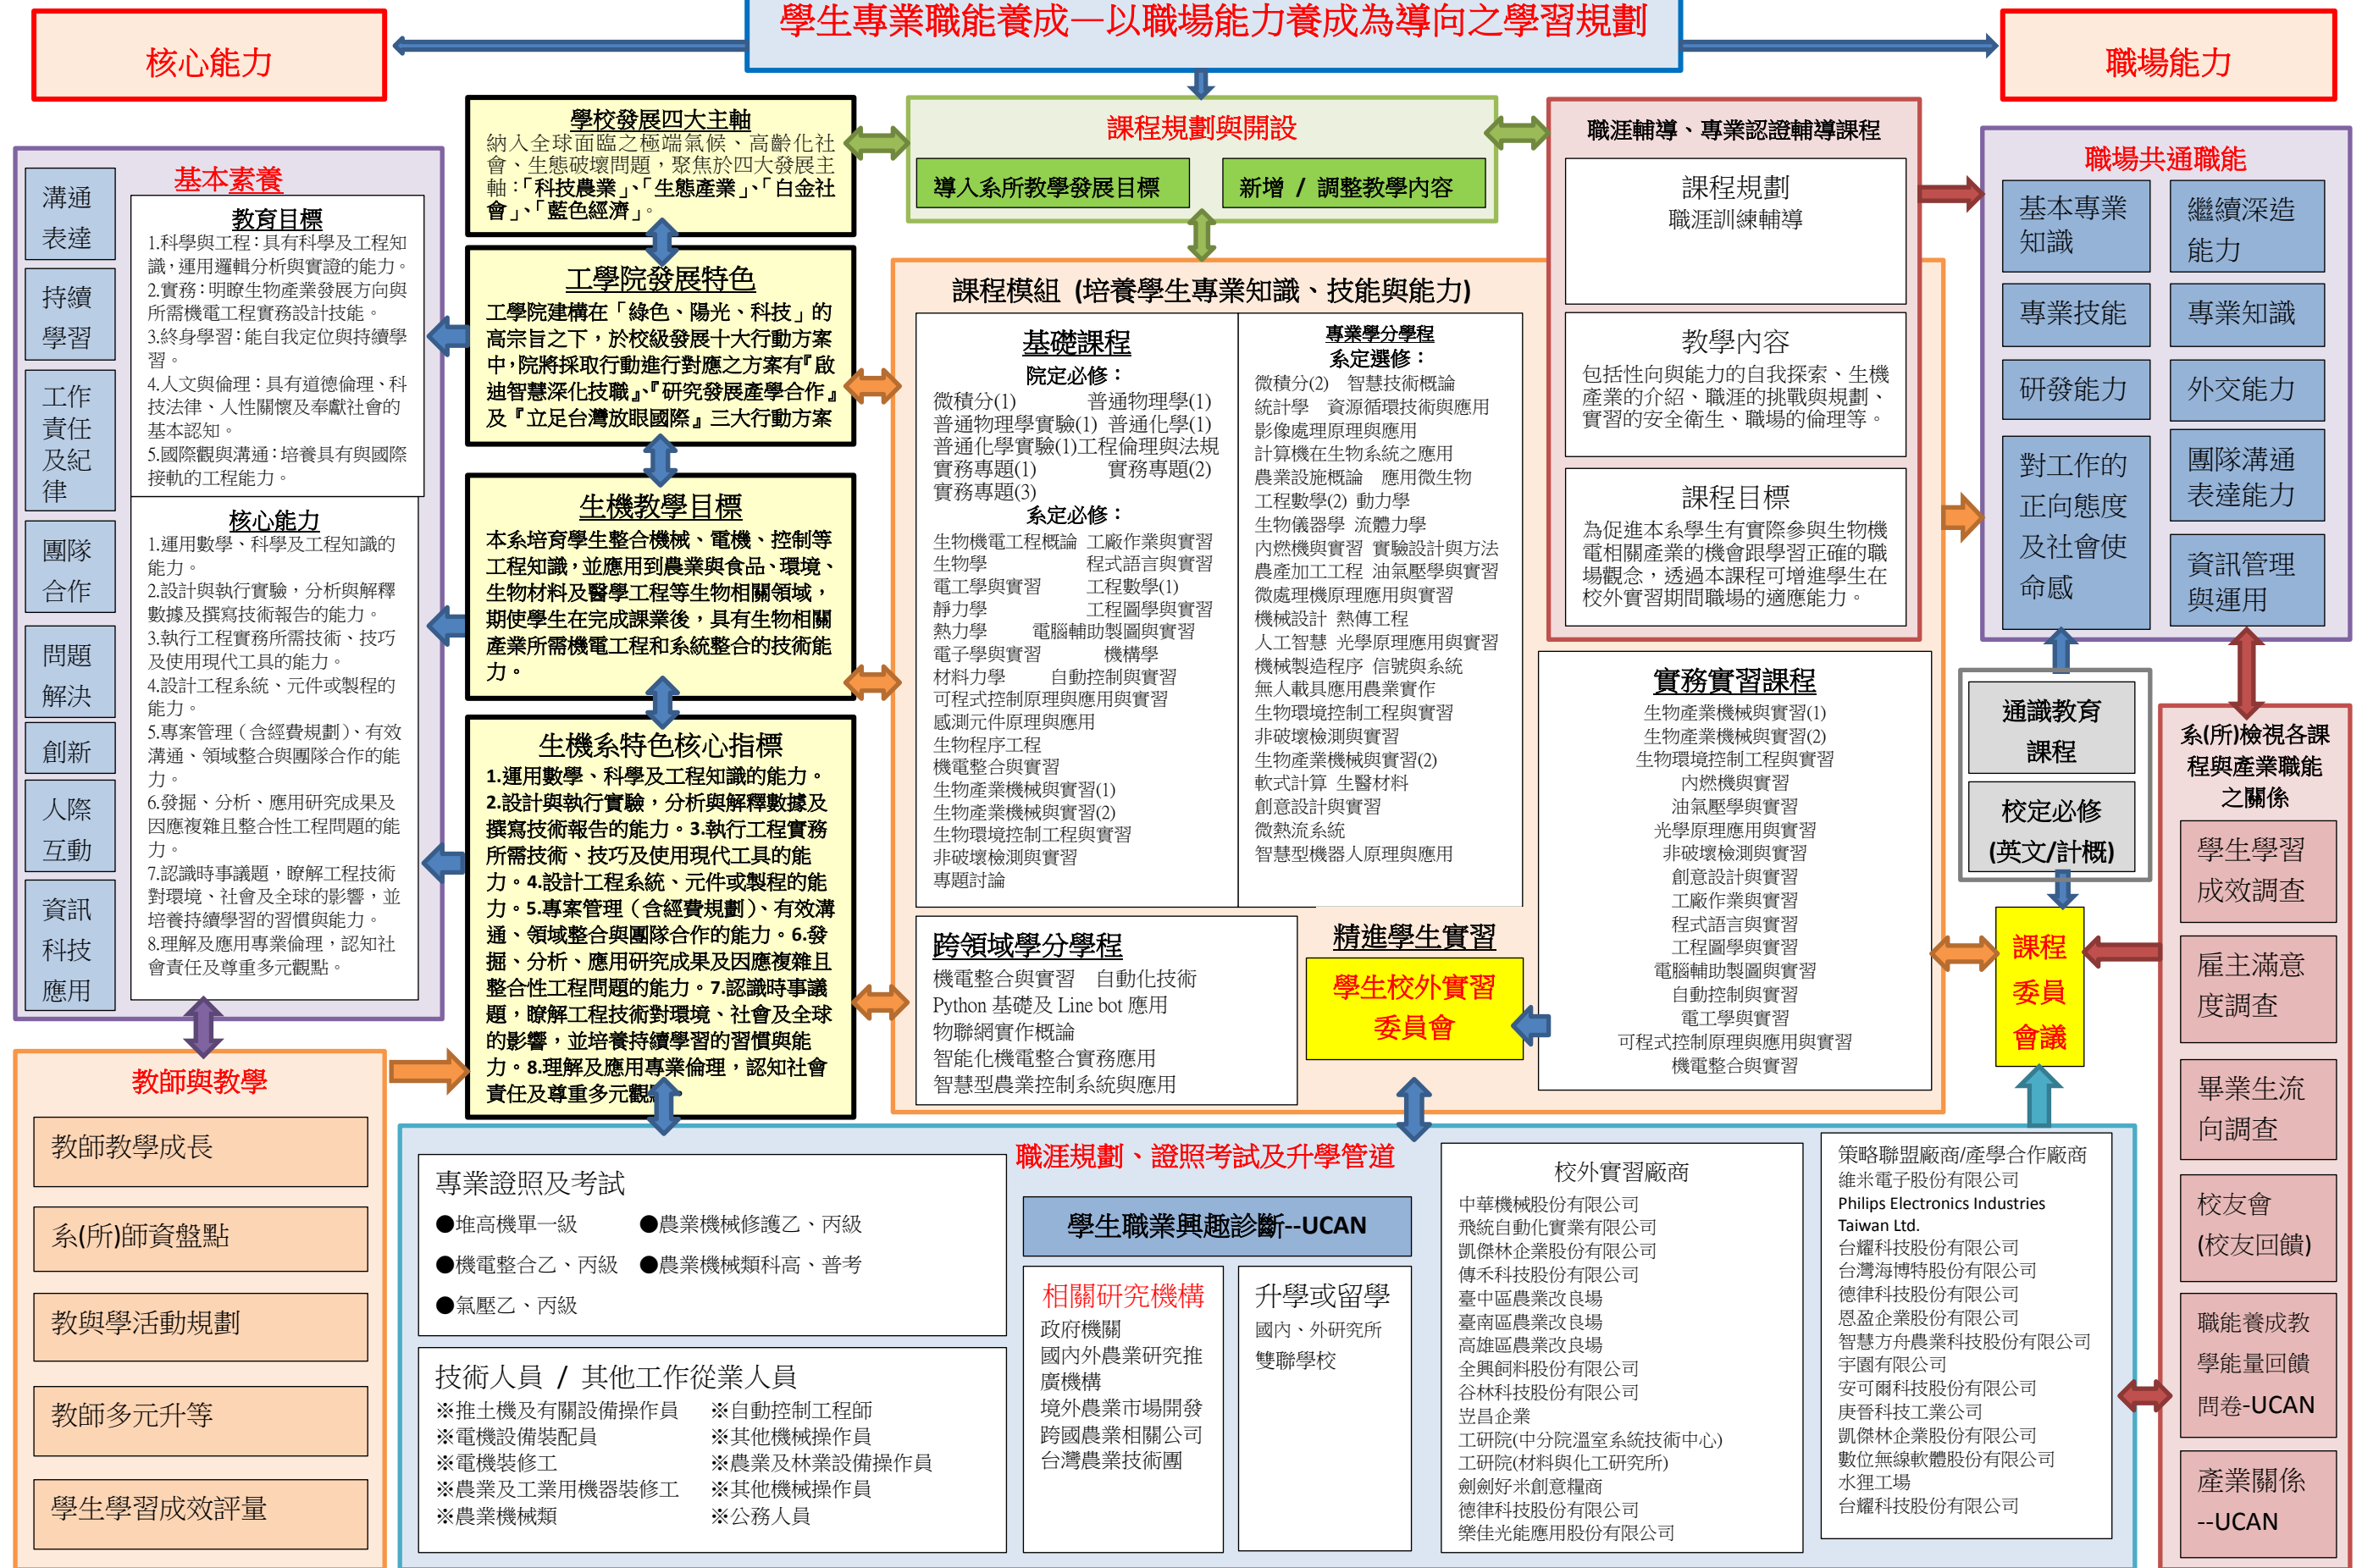 學生專業職能養成—以職場能力養成為導向之學習規劃
核心能力
職場能力
基本素養
溝通
表達
持續
學習
工作
責任
及紀
律
團隊
合作
問題
解決
創新
人際
互動
資訊
科技
應用
教育目標
1.科學與工程：具有科學及工程知
識，運用邏輯分析與實證的能力。
2.實務：明瞭生物產業發展方向與
所需機電工程實務設計技能。
3.終身學習：能自我定位與持續學
習。
4.人文與倫理：具有道德倫理、科
技法律、人性關懷及奉獻社會的
基本認知。
5.國際觀與溝通：培養具有與國際
接軌的工程能力。
核心能力
1.運用數學、科學及工程知識的
能力。
2.設計與執行實驗，分析與解釋
數據及撰寫技術報告的能力。
3.執行工程實務所需技術、技巧
及使用現代工具的能力。
4.設計工程系統、元件或製程的
能力。
5.專案管理（含經費規劃）、有效
溝通、領域整合與團隊合作的能
力。
6.發掘、分析、應用研究成果及
因應複雜且整合性工程問題的能
力。
7.認識時事議題，瞭解工程技術
對環境、社會及全球的影響，並
培養持續學習的習慣與能力。
8.理解及應用專業倫理，認知社
會責任及尊重多元觀點。
教師與教學
教師教學成長
系(所)師資盤點
教與學活動規劃
教師多元升等
學生學習成效評量
學校發展四大主軸
納入全球面臨之極端氣候、高齡化社
會、生態破壞問題，聚焦於四大發展主
軸：「科技農業」、「生態產業」、「白金社
會」、「藍色經濟」。
工學院發展特色
工學院建構在「綠色、陽光、科技」的
高宗旨之下，於校級發展十大行動方案
中，院將採取行動進行對應之方案有『啟
迪智慧深化技職』、『研究發展產學合作』
及『立足台灣放眼國際』三大行動方案
生機教學目標
本系培育學生整合機械、電機、控制等
工程知識，並應用到農業與食品、環境、
生物材料及醫學工程等生物相關領域，
期使學生在完成課業後，具有生物相關
產業所需機電工程和系統整合的技術能
力。
生機系特色核心指標
1.運用數學、科學及工程知識的能力。
2.設計與執行實驗，分析與解釋數據及
撰寫技術報告的能力。3.執行工程實務
所需技術、技巧及使用現代工具的能
力。4.設計工程系統、元件或製程的能
力。5.專案管理（含經費規劃）、有效溝
通、領域整合與團隊合作的能力。6.發
掘、分析、應用研究成果及因應複雜且
整合性工程問題的能力。7.認識時事議
題，瞭解工程技術對環境、社會及全球
的影響，並培養持續學習的習慣與能
力。8.理解及應用專業倫理，認知社會
責任及尊重多元觀
課程規劃與開設
導入系所教學發展目標
新增 / 調整教學內容
課程模組 (培養學生專業知識、技能與能力)
基礎課程
院定必修：
微積分(1) 普通物理學(1)
普通物理學實驗(1) 普通化學(1)
普通化學實驗(1)工程倫理與法規
實務專題(1) 實務專題(2)
實務專題(3)
系定必修：
生物機電工程概論 工廠作業與實習
生物學 程式語言與實習
電工學與實習 工程數學(1)
靜力學 工程圖學與實習
熱力學 電腦輔助製圖與實習
電子學與實習 機構學
材料力學 自動控制與實習
可程式控制原理與應用與實習
感測元件原理與應用
生物程序工程
機電整合與實習
生物產業機械與實習(1)
生物產業機械與實習(2)
生物環境控制工程與實習
非破壞檢測與實習
專題討論
專業學分學程
系定選修：
微積分(2) 智慧技術概論
統計學 資源循環技術與應用
影像處理原理與應用
計算機在生物系統之應用
農業設施概論 應用微生物
工程數學(2) 動力學
生物儀器學 流體力學
內燃機與實習 實驗設計與方法
農產加工工程 油氣壓學與實習
微處理機原理應用與實習
機械設計 熱傳工程
人工智慧 光學原理應用與實習
機械製造程序 信號與系統
無人載具應用農業實作
生物環境控制工程與實習
非破壞檢測與實習
生物產業機械與實習(2)
軟式計算 生醫材料
創意設計與實習
微熱流系統
智慧型機器人原理與應用
跨領域學分學程
機電整合與實習 自動化技術
Python 基礎及 Line bot 應用
物聯網實作概論
智能化機電整合實務應用
智慧型農業控制系統與應用
精進學生實習
學生校外實習
委員會
職涯輔導、專業認證輔導課程
課程規劃
職涯訓練輔導
教學內容
包括性向與能力的自我探索、生機
產業的介紹、職涯的挑戰與規劃、
實習的安全衛生、職場的倫理等。
課程目標
為促進本系學生有實際參與生物機
電相關產業的機會跟學習正確的職
場觀念，透過本課程可增進學生在
校外實習期間職場的適應能力。
實務實習課程
生物產業機械與實習(1)
生物產業機械與實習(2)
生物環境控制工程與實習
內燃機與實習
油氣壓學與實習
光學原理應用與實習
非破壞檢測與實習
創意設計與實習
工廠作業與實習
程式語言與實習
工程圖學與實習
電腦輔助製圖與實習
自動控制與實習
電工學與實習
可程式控制原理與應用與實習
機電整合與實習
職場共通職能
基本專業
知識
繼續深造
能力
專業技能
專業知識
研發能力
外交能力
對工作的
正向態度
及社會使
命感
團隊溝通
表達能力
資訊管理
與運用
通識教育
課程
校定必修
(英文/計概)
課程
委員
會議
系(所)檢視各課
程與產業職能
之關係
學生學習
成效調查
雇主滿意
度調查
畢業生流
向調查
校友會
(校友回饋)
職能養成教
學能量回饋
問卷-UCAN
產業關係
--UCAN
職涯規劃、證照考試及升學管道
專業證照及考試
●堆高機單一級 ●農業機械修護乙、丙級
●機電整合乙、丙級 ●農業機械類科高、普考
●氣壓乙、丙級
技術人員 / 其他工作從業人員
※推土機及有關設備操作員 ※自動控制工程師
※電機設備裝配員 ※其他機械操作員
※電機裝修工 ※農業及林業設備操作員
※農業及工業用機器裝修工 ※其他機械操作員
※農業機械類 ※公務人員
學生職業興趣診斷--UCAN
相關研究機構
政府機關
國內外農業研究推
廣機構
境外農業市場開發
跨國農業相關公司
台灣農業技術團
升學或留學
國內、外研究所
雙聯學校
校外實習廠商
中華機械股份有限公司
飛統自動化實業有限公司
凱傑林企業股份有限公司
傳禾科技股份有限公司
臺中區農業改良場
臺南區農業改良場
高雄區農業改良場
全興飼料股份有限公司
谷林科技股份有限公司
岦昌企業
工研院(中分院溫室系統技術中心)
工研院(材料與化工研究所)
劍劍好米創意糧商
德律科技股份有限公司
樂佳光能應用股份有限公司
策略聯盟廠商/產學合作廠商
維米電子股份有限公司
Philips Electronics Industries
Taiwan Ltd.
台耀科技股份有限公司
台灣海博特股份有限公司
德律科技股份有限公司
恩盈企業股份有限公司
智慧方舟農業科技股份有限公司
宇園有限公司
安可爾科技股份有限公司
庚晉科技工業公司
凱傑林企業股份有限公司
數位無線軟體股份有限公司
水狸工場
台耀科技股份有限公司